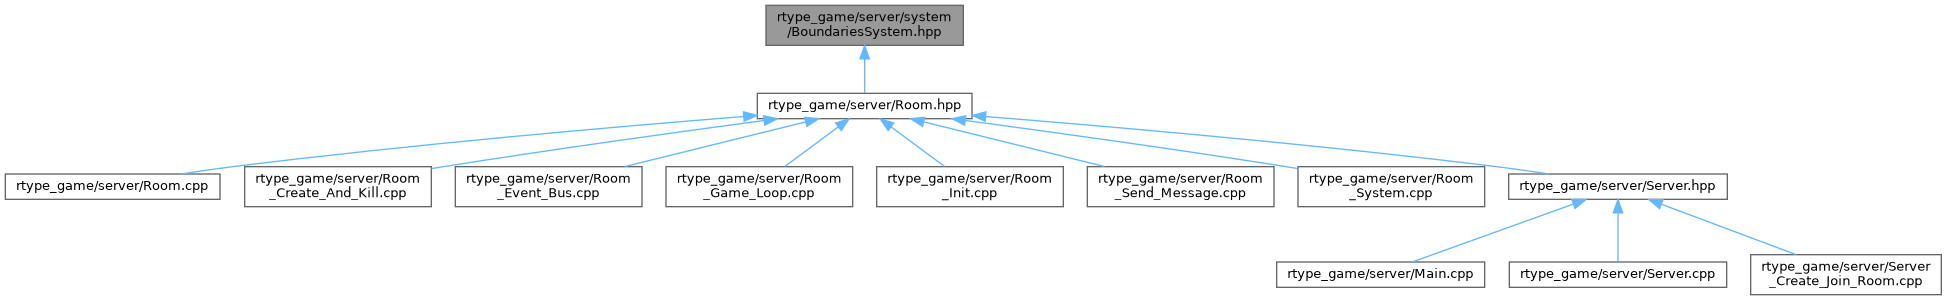 rtype_game/server/system
/BoundariesSystem.hpp
rtype_game/server/Room.hpp
rtype_game/server/Room.cpp
rtype_game/server/Room
_Create_And_Kill.cpp
rtype_game/server/Room
_Event_Bus.cpp
rtype_game/server/Room
_Game_Loop.cpp
rtype_game/server/Room
_Init.cpp
rtype_game/server/Room
_Send_Message.cpp
rtype_game/server/Room
_System.cpp
rtype_game/server/Server.hpp
rtype_game/server/Main.cpp
rtype_game/server/Server.cpp
rtype_game/server/Server
_Create_Join_Room.cpp